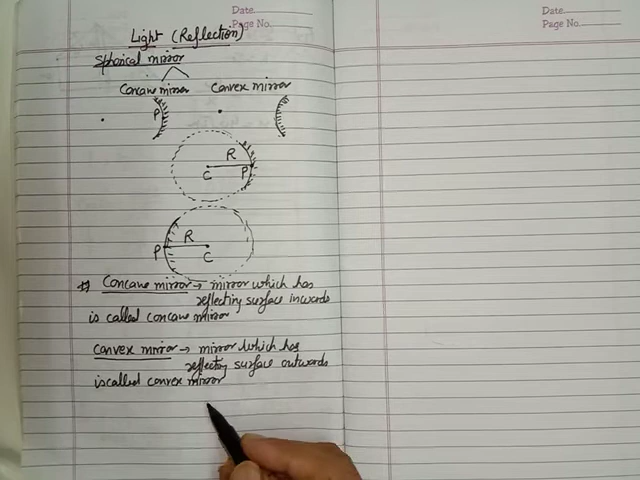 Date
Page No.
Date
Page No.
Light (Reflection)
Spherical mirror
Concave mirror Convex mirror
P
R
C P
R
P C
# Concave mirror → mirror which has
reflecting surface inwards
is called concave mirror
Convex mirror → mirror which has
reflecting surface outwards
is called convex mirror